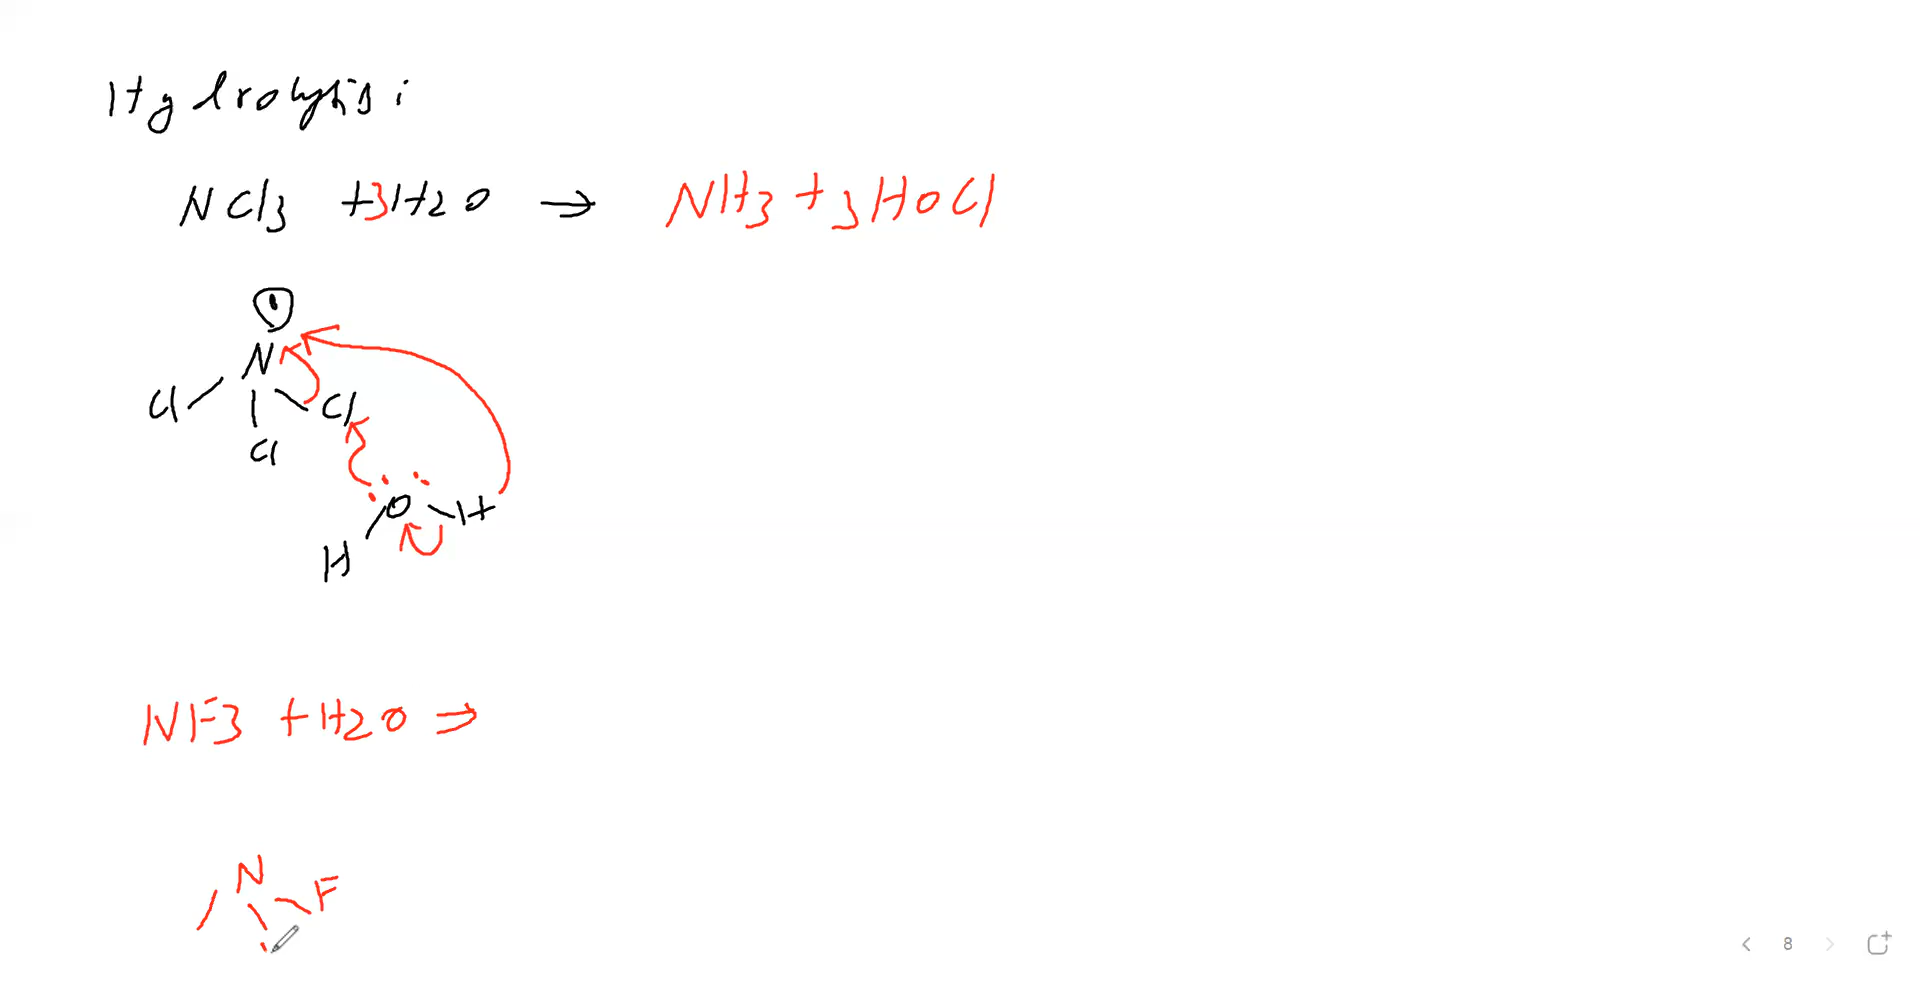 Hydrolysis :
NCl3 + 3H2O → NH3 + 3HOCl
N
Cl Cl
Cl
O H
H
NF3 + H2O →
N
F
8